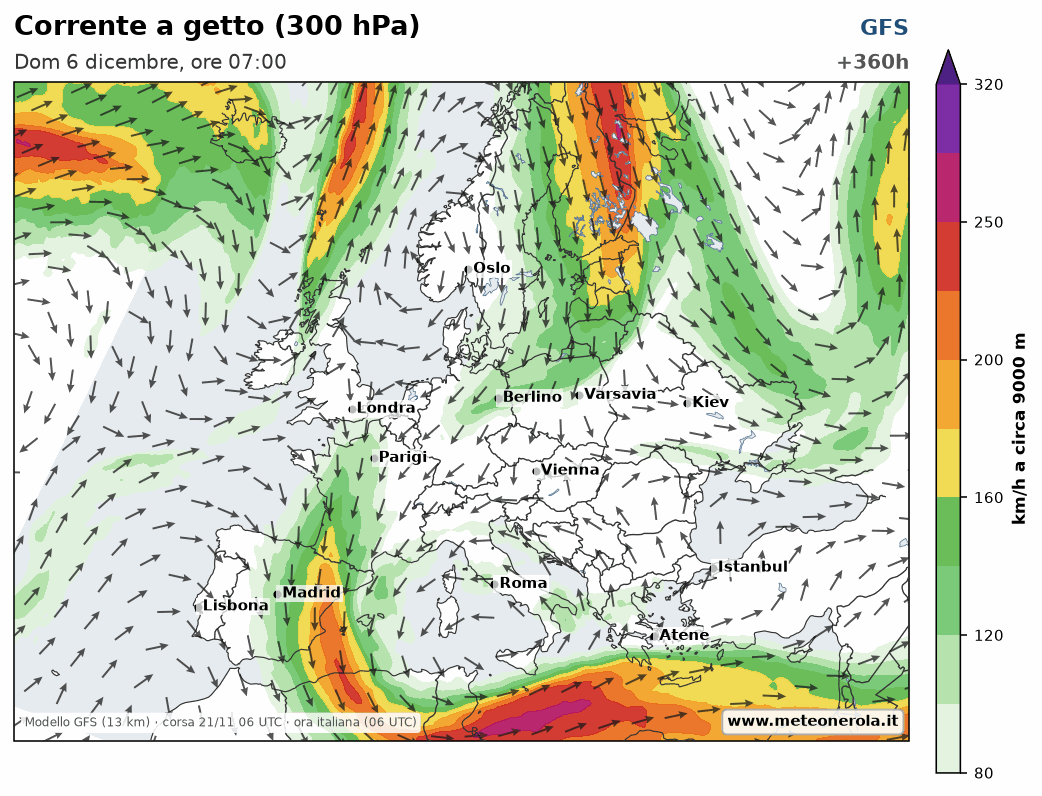 Corrente a getto (300 hPa)
GFS
Dom 6 dicembre, ore 07:00
+360h
320
250
200
160
120
80
km/h a circa 9000 m
Oslo
Berlino
Varsavia
Kiev
Londra
Parigi
Vienna
Istanbul
Roma
Madrid
Lisbona
Atene
Modello GFS (13 km) · corsa 21/11 06 UTC · ora italiana (06 UTC)
www.meteonerola.it